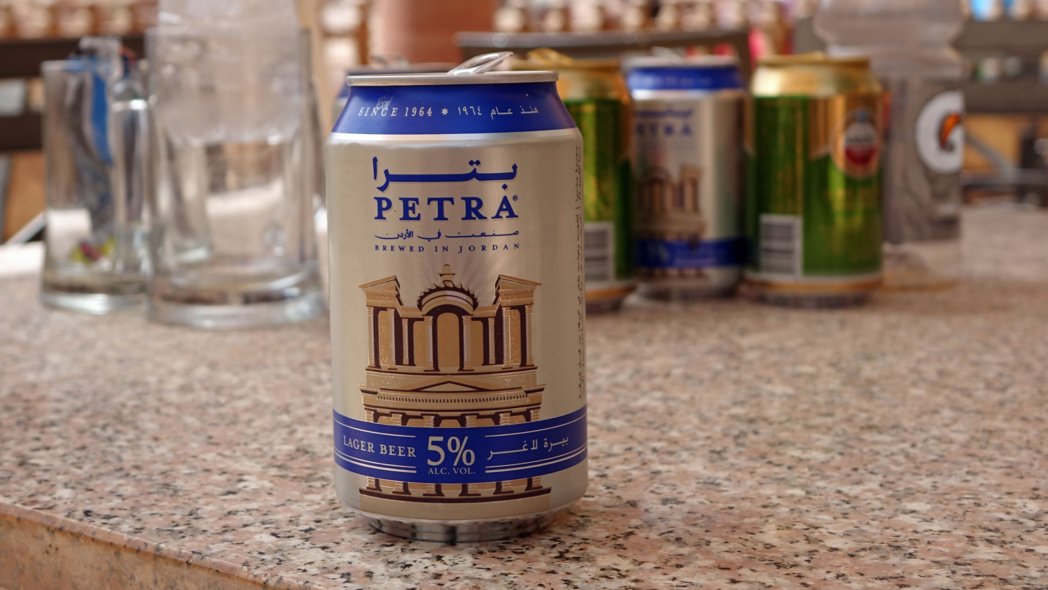 SINCE 1964 * منذ عام ١٩٦٤
بترا
PETRA®
صنعت في الأردن
BREWED IN JORDAN
LAGER BEER 5% ALC. VOL. بيرة لاغر
PETRA
G